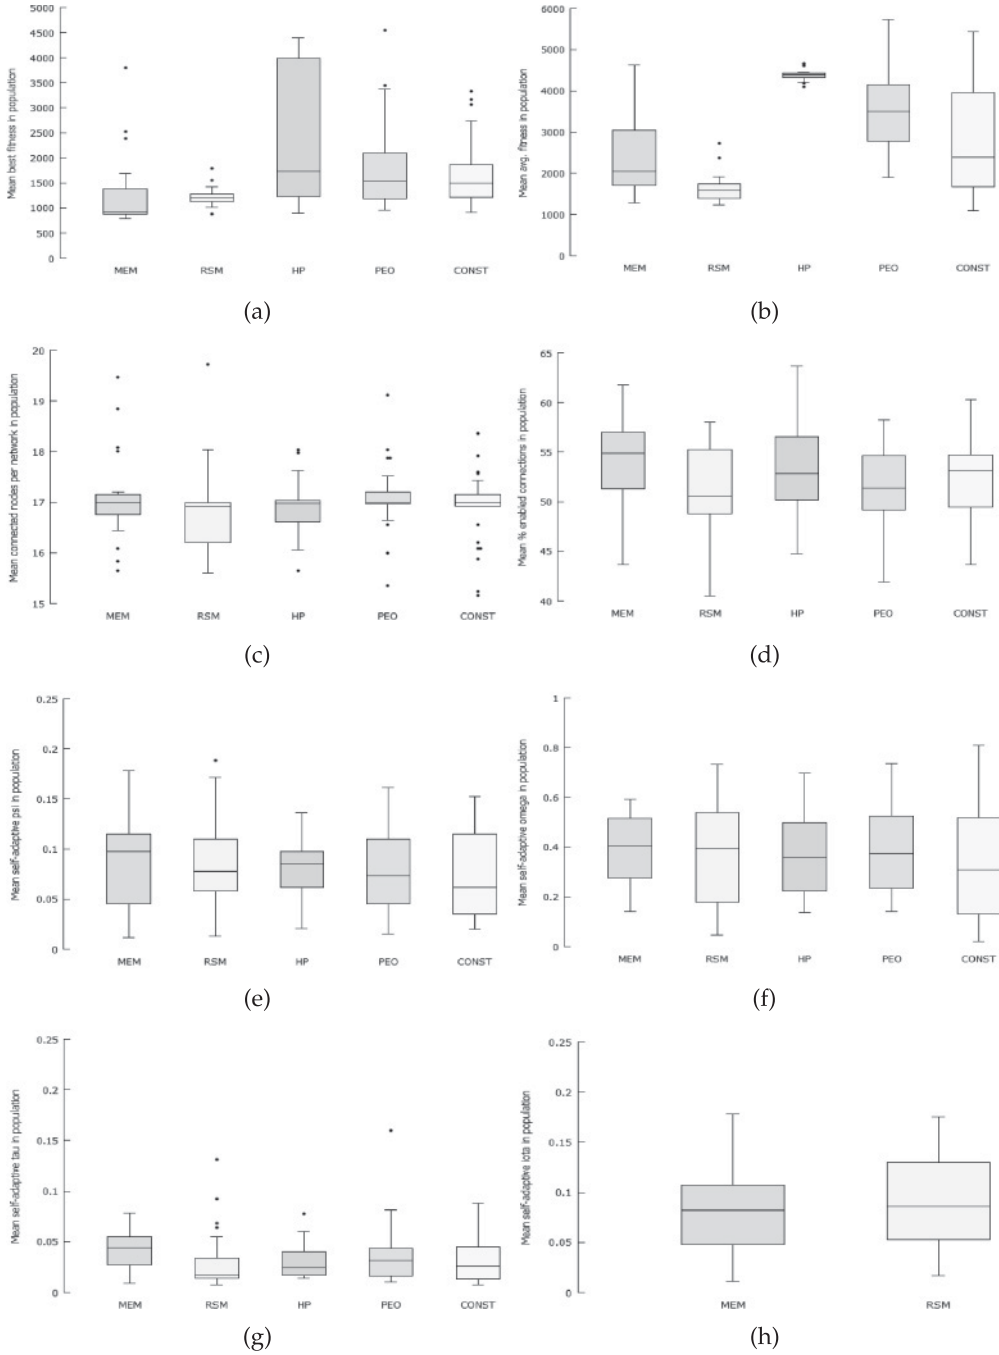 Mean best fitness in population
5000
4500
4000
3500
3000
2500
2000
1500
1000
500
0
MEM RSM HP PEO CONST
(a)
Mean avg. fitness in population
6000
5000
4000
3000
2000
1000
0
MEM RSM HP PEO CONST
(b)
Mean connected nodes per network in population
20
19
18
17
16
15
MEM RSM HP PEO CONST
(c)
Mean % enabled connections in population
65
60
55
50
45
40
MEM RSM HP PEO CONST
(d)
Mean self-adaptive psi in population
0.25
0.2
0.15
0.1
0.05
0
MEM RSM HP PEO CONST
(e)
Mean self-adaptive omega in population
1
0.8
0.6
0.4
0.2
0
MEM RSM HP PEO CONST
(f)
Mean self-adaptive tau in population
0.25
0.2
0.15
0.1
0.05
0
MEM RSM HP PEO CONST
(g)
Mean self-adaptive iota in population
0.25
0.2
0.15
0.1
0.05
0
MEM RSM
(h)